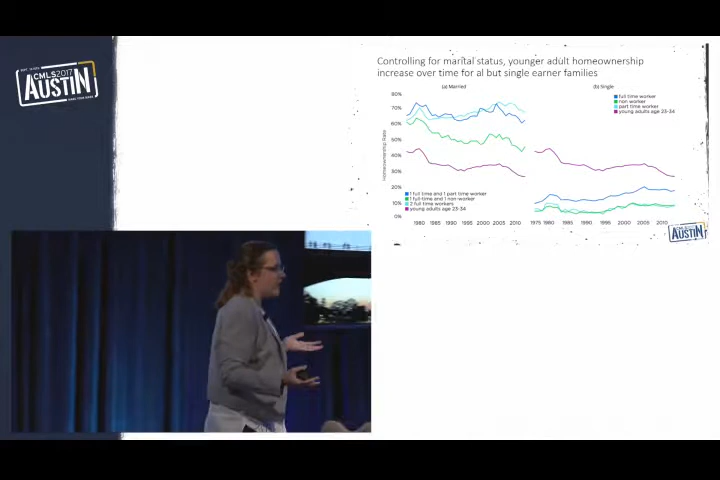 CMLS2017
AUSTIN
Controlling for marital status, younger adult homeownership
increase over time for al but single earner families
(a) Married
(b) Single
80%
70%
60%
50%
40%
30%
20%
10%
0%
Homeownership Rate
full time worker
non worker
part time worker
young adults age 23-34
1 full time and 1 part time worker
1 full-time and 1 non-worker
2 full time workers
young adults age 23-34
1980 1985 1995 1995 2000 2005 2010
1975 1980 1985 1990 1995 2000 2005 2010
AUSTIN